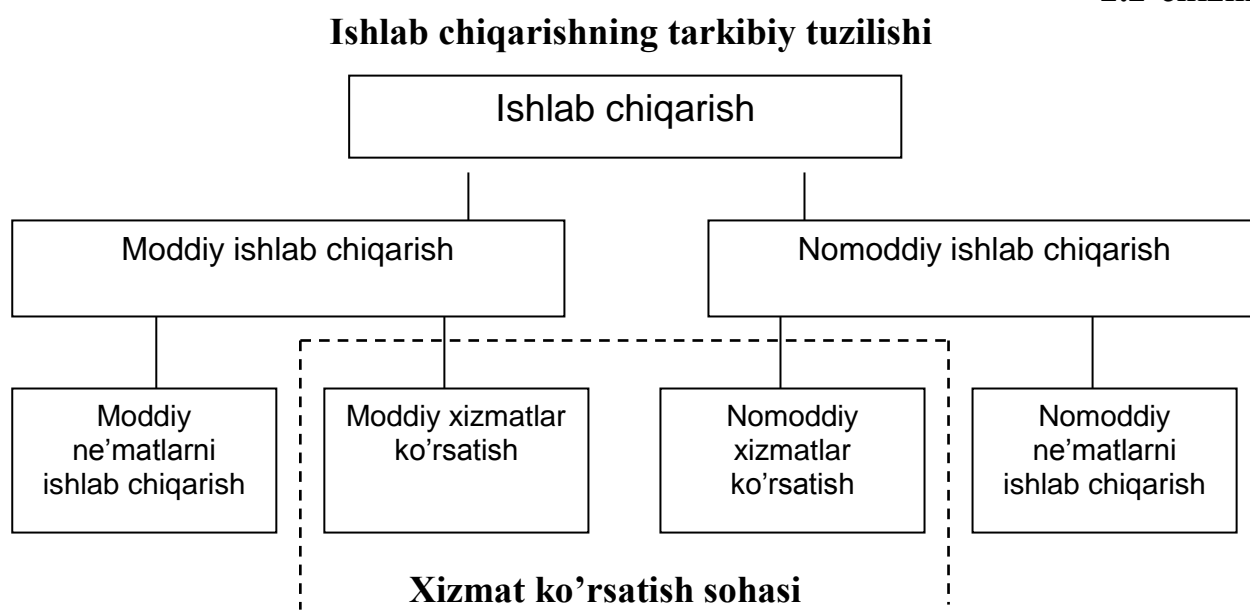 Ishlab chiqarishning tarkibiy tuzilishi
Ishlab chiqarish
Moddiy ishlab chiqarish
Nomoddiy ishlab chiqarish
Moddiy
ne’matlarni
ishlab chiqarish
Moddiy xizmatlar
ko’rsatish
Nomoddiy
xizmatlar
ko’rsatish
Nomoddiy
ne’matlarni
ishlab chiqarish
Xizmat ko’rsatish sohasi